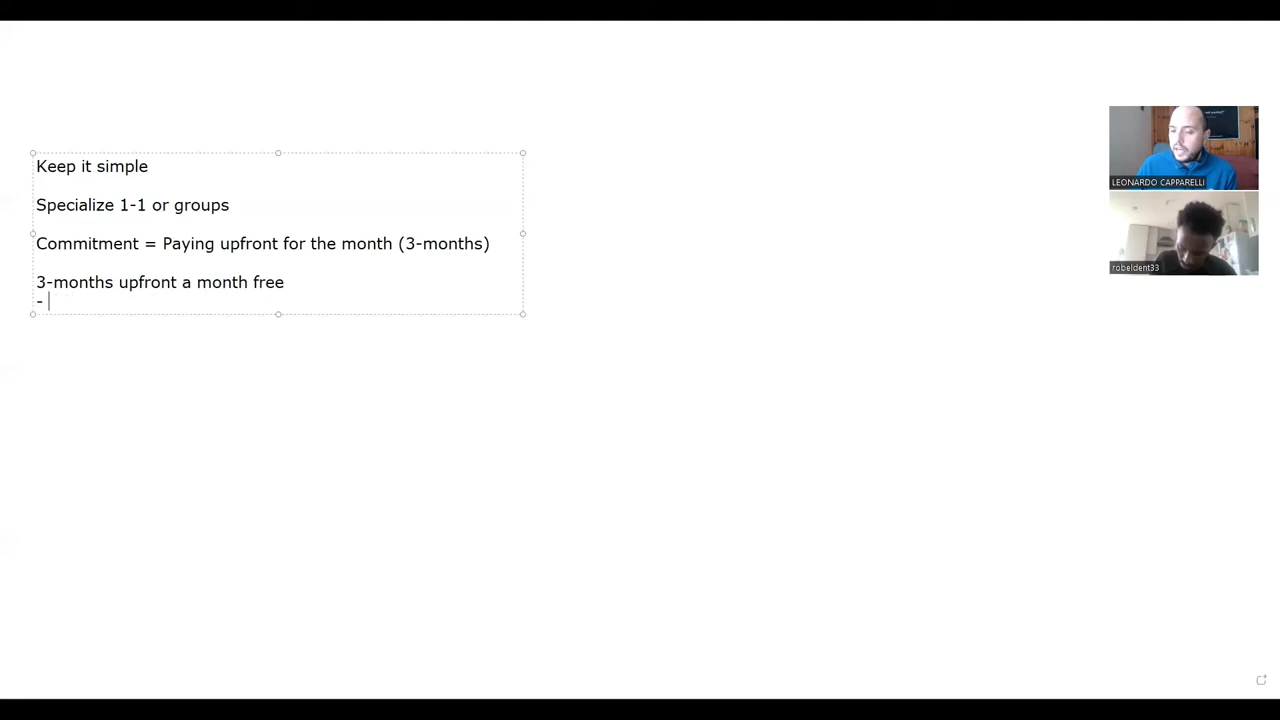 Keep it simple
Specialize 1-1 or groups
Commitment = Paying upfront for the month (3-months)
3-months upfront a month free
-
LEONARDO CAPPARELLI
robeldent33